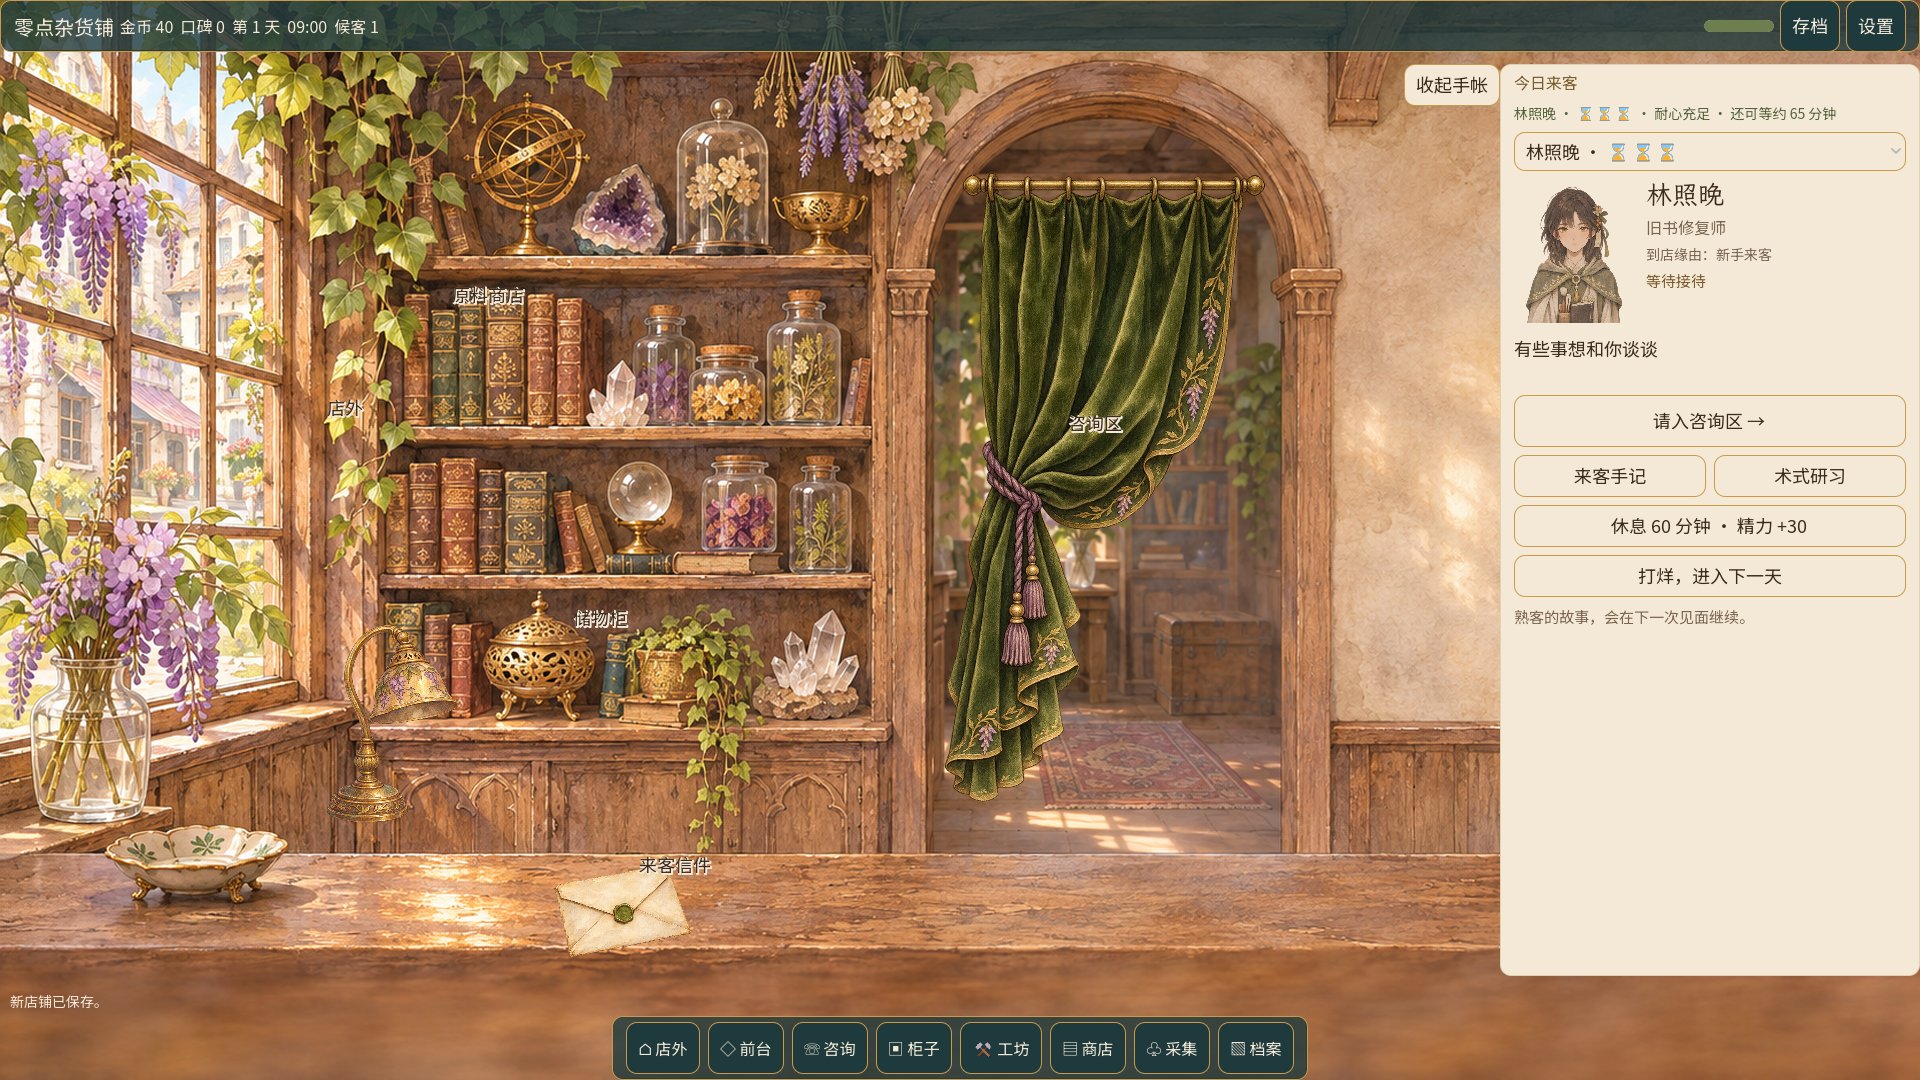 零点杂货铺 金币 40 口碑 0 第 1 天 09:00 候客 1
存档
设置
收起手帐
今日来客
林照晚 · ⏳⏳⏳ · 耐心充足 · 还可等约 65 分钟
林照晚 · ⏳⏳⏳
林照晚
旧书修复师
到店缘由：新手来客
等待接待
有些事想和你谈谈
请入咨询区 →
来客手记
术式研习
休息 60 分钟 · 精力 +30
打烊，进入下一天
熟客的故事，会在下一次见面继续。
原料商店
店外
咨询区
储物柜
来客信件
新店铺已保存。
店外
前台
咨询
柜子
工坊
商店
采集
档案